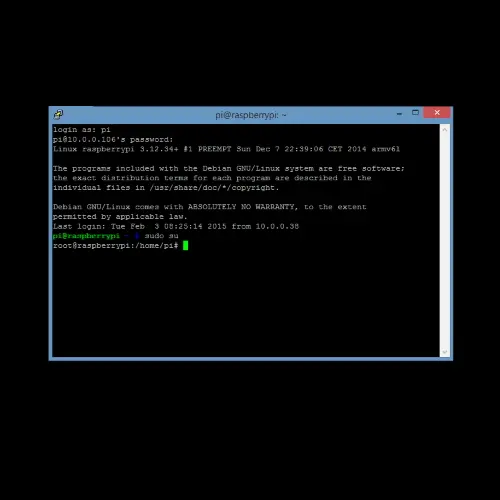 pi@raspberrypi: ~
login as: pi
pi@10.0.0.106's password:
Linux raspberrypi 3.12.34+ #1 PREEMPT Sun Dec 7 22:39:06 CET 2014 armv6l
The programs included with the Debian GNU/Linux system are free software;
the exact distribution terms for each program are described in the
individual files in /usr/share/doc/*/copyright.
Debian GNU/Linux comes with ABSOLUTELY NO WARRANTY, to the extent
permitted by applicable law.
Last login: Tue Feb  3 08:25:14 2015 from 10.0.0.38
pi@raspberrypi ~ $ sudo su
root@raspberrypi:/home/pi#